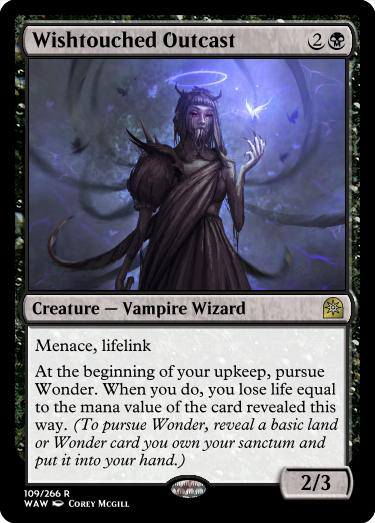 Wishtouched Outcast 2
Creature — Vampire Wizard
Menace, lifelink
At the beginning of your upkeep, pursue
Wonder. When you do, you lose life equal
to the mana value of the card revealed this
way. (To pursue Wonder, reveal a basic land
or Wonder card you own your sanctum and
put it into your hand.)
2/3
109/266 R
WAW Corey Mcgill